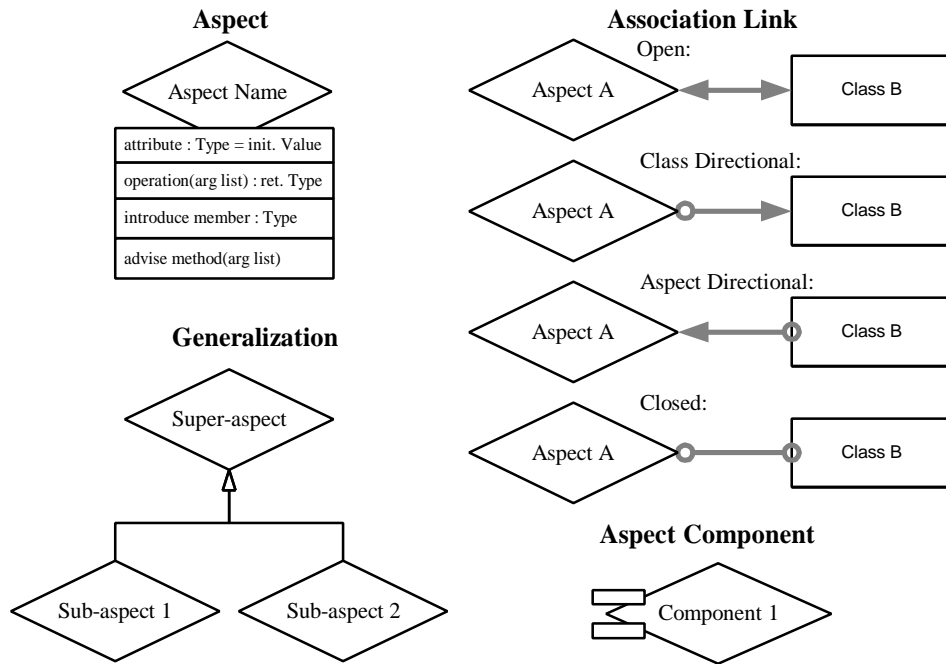 Aspect
Aspect Name
attribute : Type = init. Value
operation(arg list) : ret. Type
introduce member : Type
advise method(arg list)
Generalization
Super-aspect
Sub-aspect 1
Sub-aspect 2
Association Link
Open:
Aspect A
Class B
Class Directional:
Aspect A
Class B
Aspect Directional:
Aspect A
Class B
Closed:
Aspect A
Class B
Aspect Component
Component 1